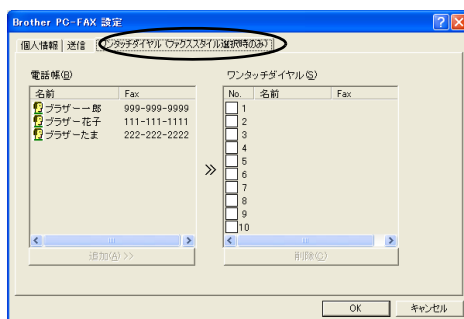 Brother PC-FAX 設定
個人情報 送信 ワンタッチダイヤル（ファクススタイル選択時のみ）
電話帳(B)
名前 Fax
ブラザー一郎 999-999-9999
ブラザー花子 111-111-1111
ブラザーたま 222-222-2222
追加(A) >>
»
ワンタッチダイヤル(S)
No. 名前 Fax
1
2
3
4
5
6
7
8
9
10
削除(O)
OK キャンセル